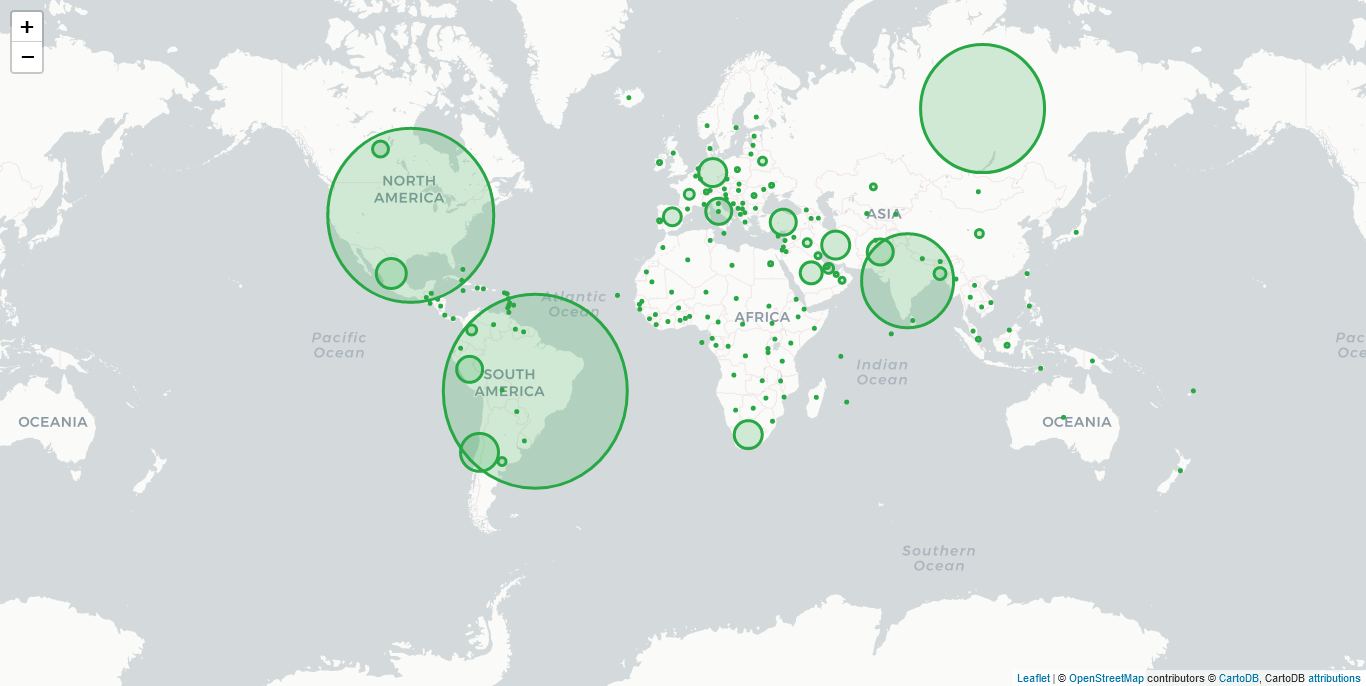 +
−
NORTH
AMERICA
ASIA
Atlantic
Ocean
AFRICA
Pacific
Ocean
Pac
Oce
Indian
Ocean
SOUTH
AMERICA
OCEANIA
OCEANIA
Southern
Ocean
Leaflet | © OpenStreetMap contributors © CartoDB, CartoDB attributions